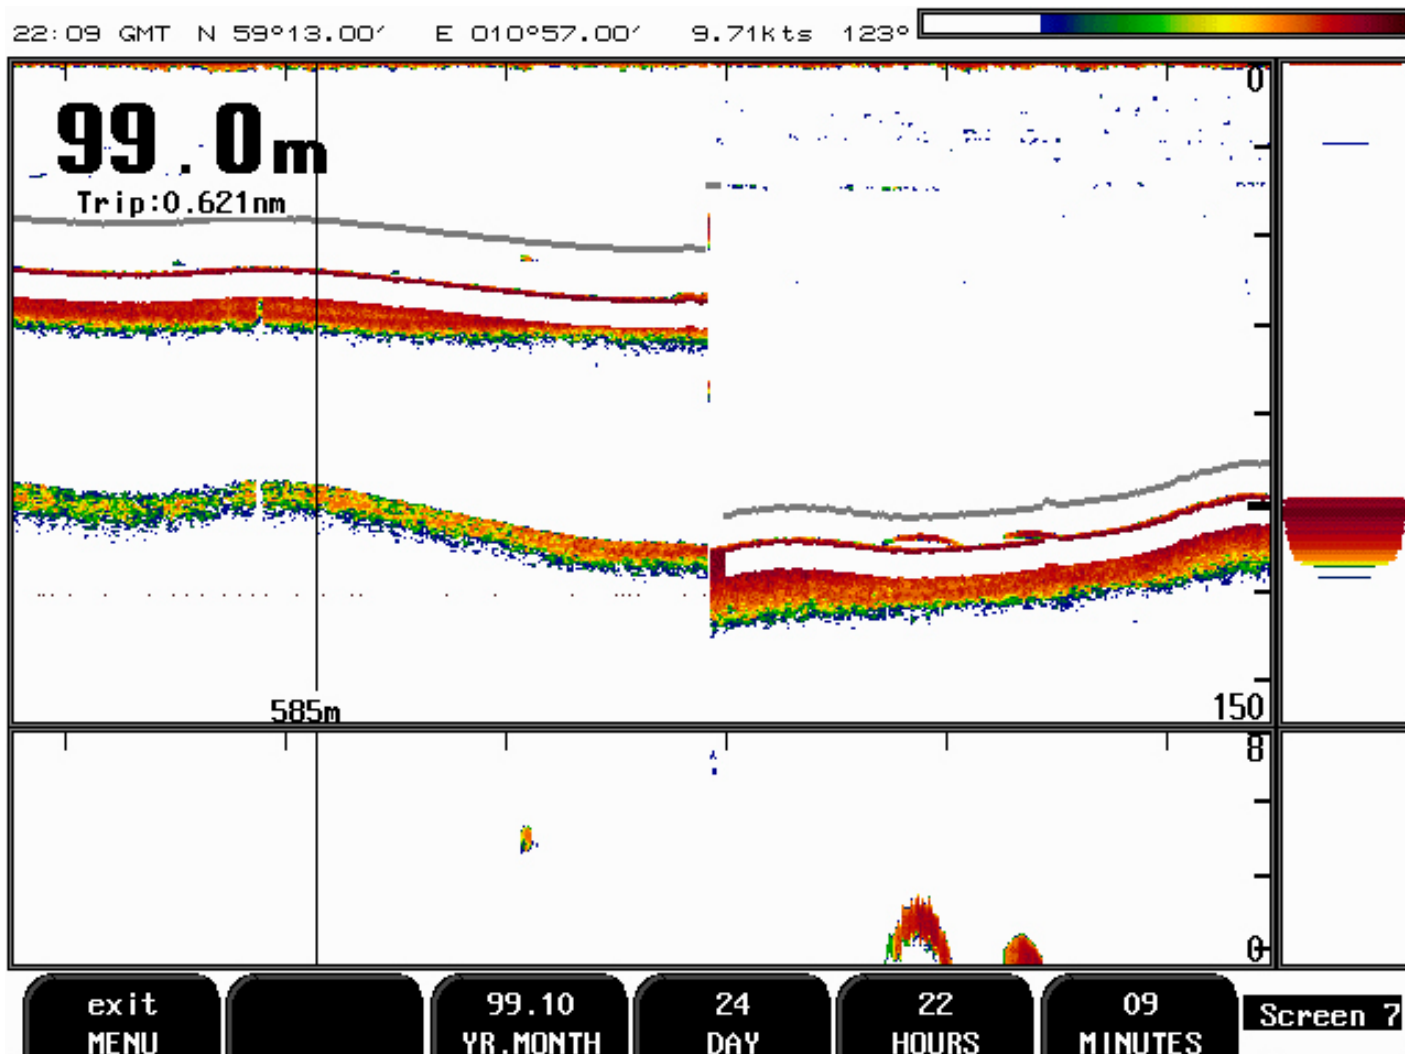 22:09 GMT N 59°13.00′ E 010°57.00′ 9.71kts 123°
0
99.0m
Trip:0.621nm
585m
150
8
0
exit MENU
99.10 YR.MONTH
24 DAY
22 HOURS
09 MINUTES
Screen 7